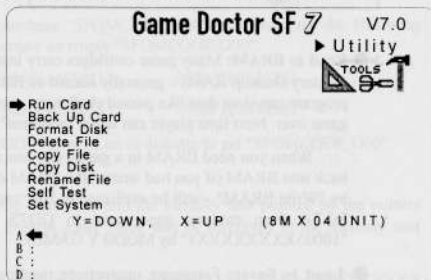 Game Doctor SF 7 V7.0
▶ Utility
TOOLS
➡ Run Card
Back Up Card
Format Disk
Delete File
Copy File
Copy Disk
Rename File
Self Test
Set System
Y=DOWN, X=UP (8M X 04 UNIT)
A ⬅
B :
C :
D :